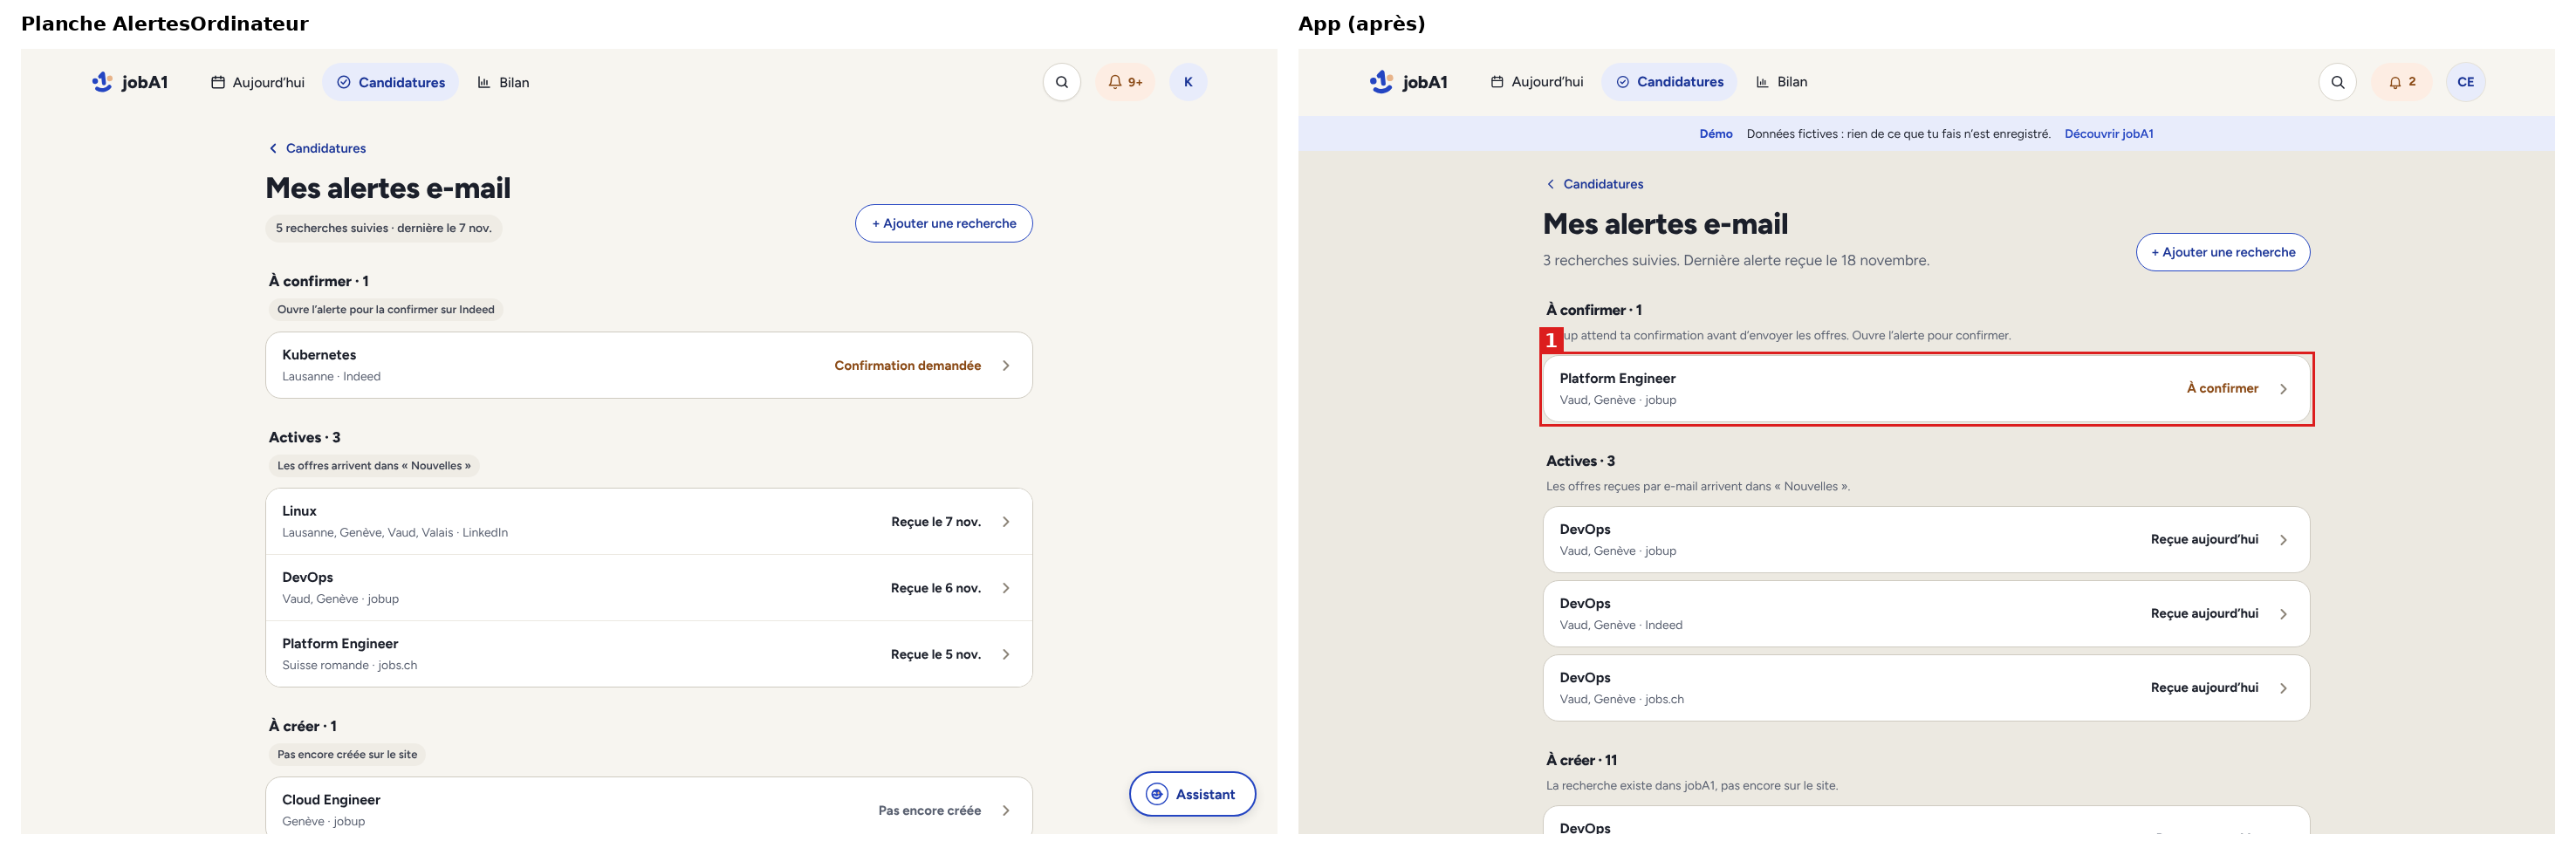 Planche AlertesOrdinateur
jobA1
Aujourd'hui
Candidatures
Bilan
9+
K
Candidatures
Mes alertes e-mail
5 recherches suivies · dernière le 7 nov.
+ Ajouter une recherche
À confirmer · 1
Ouvre l'alerte pour la confirmer sur Indeed
Kubernetes
Lausanne · Indeed
Confirmation demandée
Actives · 3
Les offres arrivent dans « Nouvelles »
Linux
Lausanne, Genève, Vaud, Valais · LinkedIn
Reçue le 7 nov.
DevOps
Vaud, Genève · jobup
Reçue le 6 nov.
Platform Engineer
Suisse romande · jobs.ch
Reçue le 5 nov.
À créer · 1
Pas encore créée sur le site
Cloud Engineer
Genève · jobup
Pas encore créée
Assistant
App (après)
jobA1
Aujourd'hui
Candidatures
Bilan
2
CE
Démo Données fictives : rien de ce que tu fais n'est enregistré. Découvrir jobA1
Candidatures
Mes alertes e-mail
3 recherches suivies. Dernière alerte reçue le 18 novembre.
+ Ajouter une recherche
À confirmer · 1
1
up attend ta confirmation avant d'envoyer les offres. Ouvre l'alerte pour confirmer.
Platform Engineer
Vaud, Genève · jobup
À confirmer
Actives · 3
Les offres reçues par e-mail arrivent dans « Nouvelles ».
DevOps
Vaud, Genève · jobup
Reçue aujourd'hui
DevOps
Vaud, Genève · Indeed
Reçue aujourd'hui
DevOps
Vaud, Genève · jobs.ch
Reçue aujourd'hui
À créer · 11
La recherche existe dans jobA1, pas encore sur le site.
DevOps